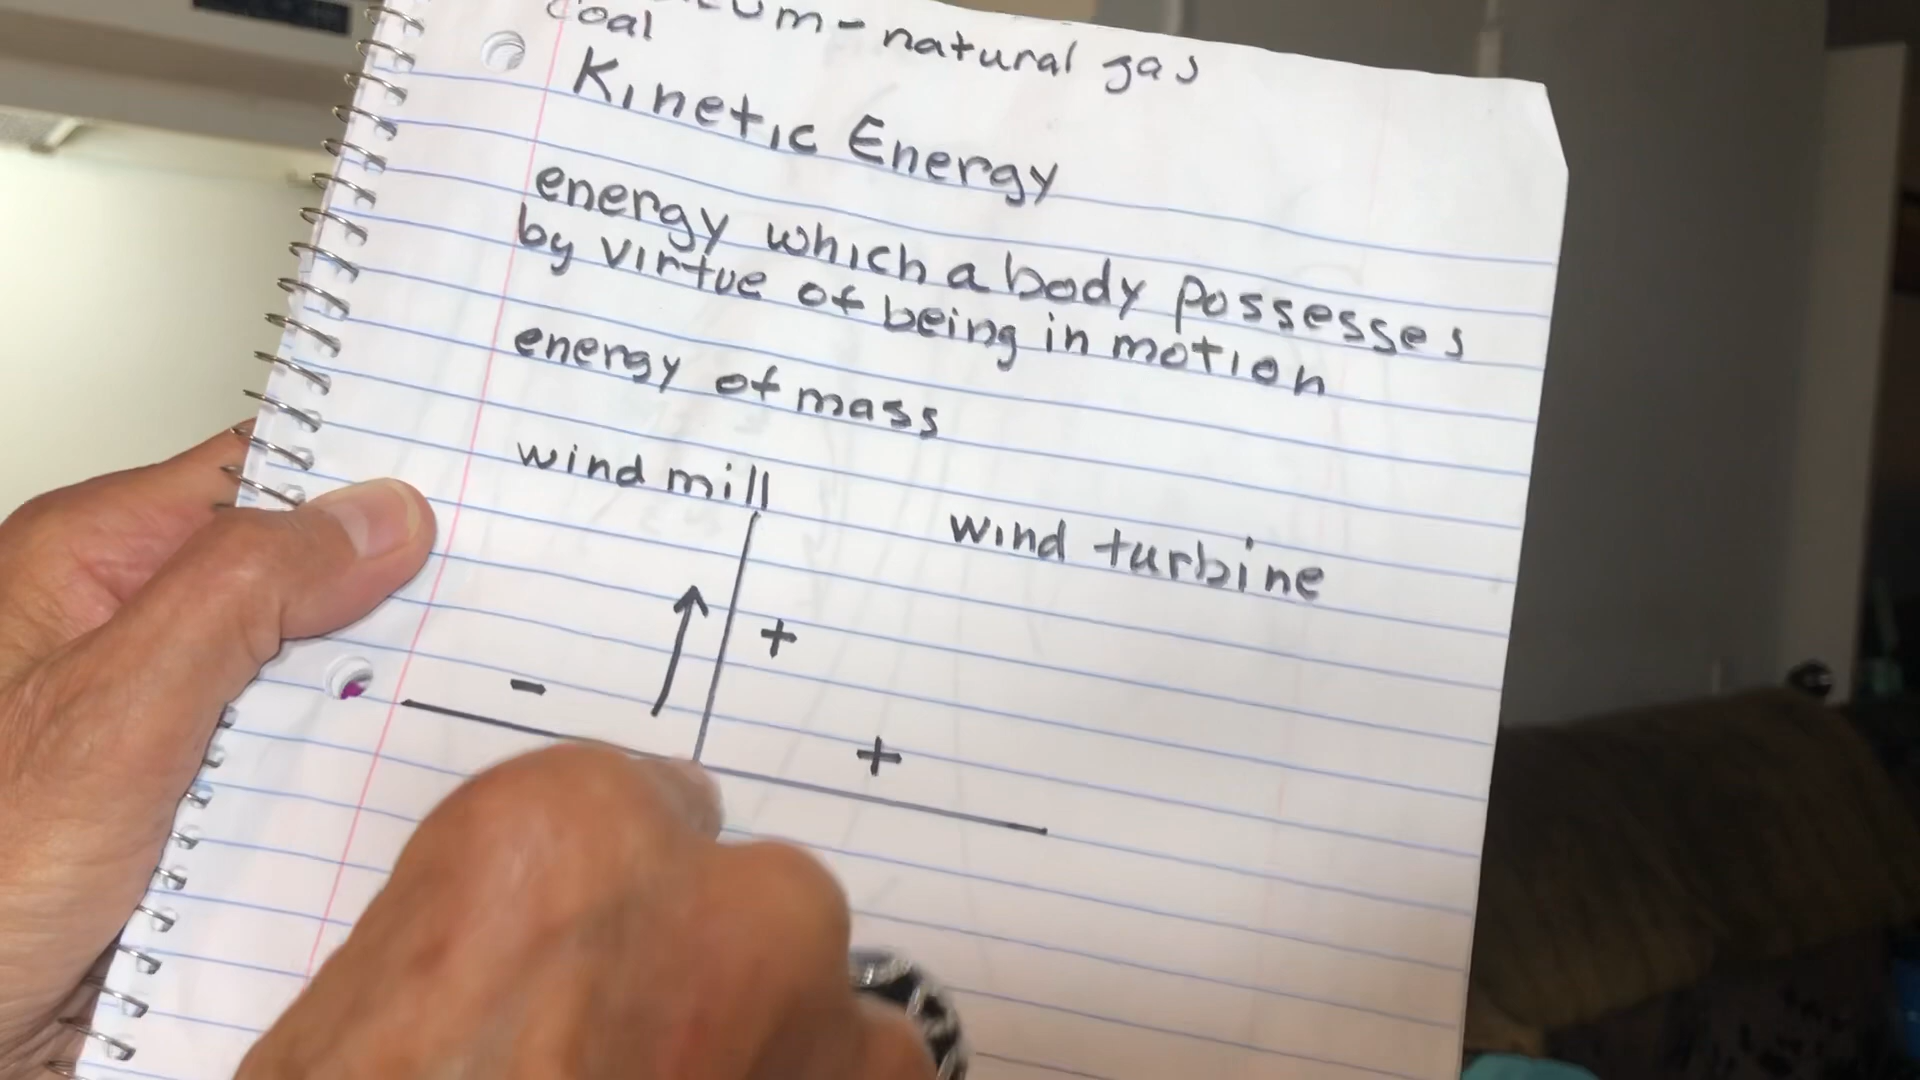 - natural gas
coal
Kinetic Energy
energy which a body possesses
by virtue of being in motion
energy of mass
wind mill
wind turbine
+
-
+